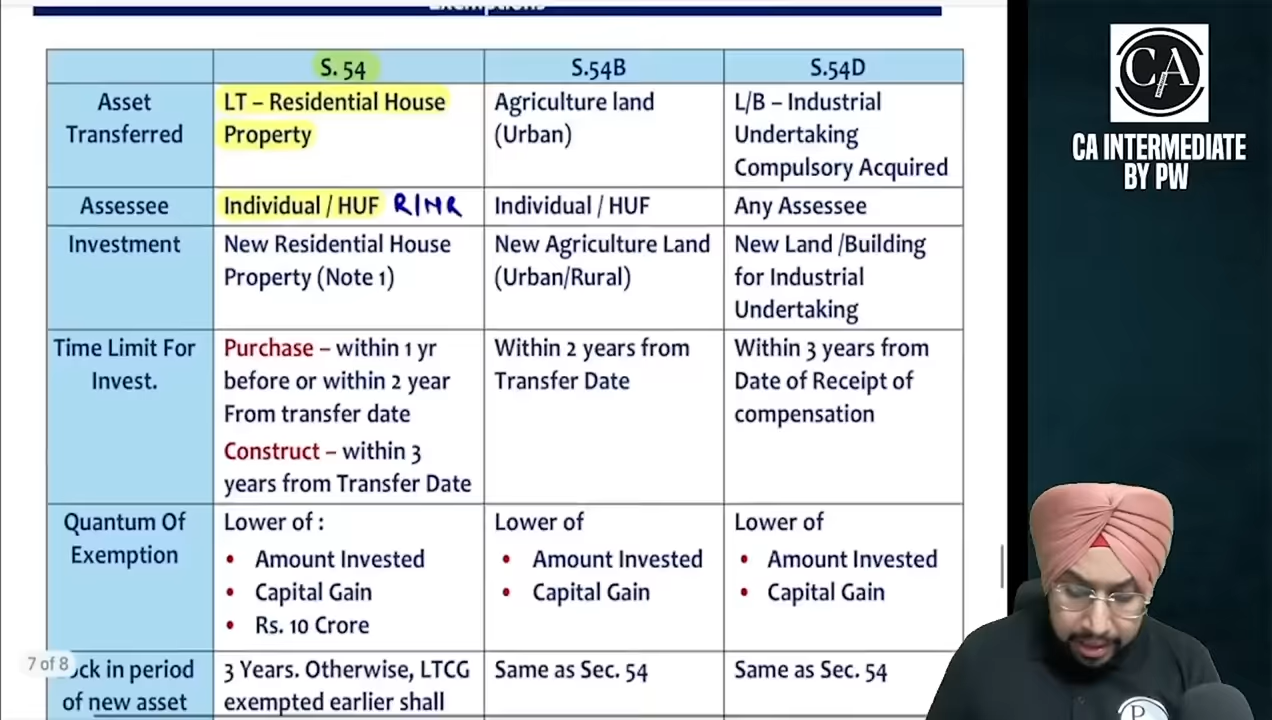 Exemptions
S. 54
S.54B
S.54D
Asset
Transferred
LT – Residential House
Property
Agriculture land
(Urban)
L/B – Industrial
Undertaking
Compulsory Acquired
Assessee
Individual / HUF R/NR
Individual / HUF
Any Assessee
Investment
New Residential House
Property (Note 1)
New Agriculture Land
(Urban/Rural)
New Land /Building
for Industrial
Undertaking
Time Limit For
Invest.
Purchase – within 1 yr
before or within 2 year
From transfer date
Construct – within 3
years from Transfer Date
Within 2 years from
Transfer Date
Within 3 years from
Date of Receipt of
compensation
Quantum Of
Exemption
Lower of :
• Amount Invested
• Capital Gain
• Rs. 10 Crore
Lower of
• Amount Invested
• Capital Gain
Lower of
• Amount Invested
• Capital Gain
7 of 8
ock in period
of new asset
3 Years. Otherwise, LTCG
exempted earlier shall
Same as Sec. 54
Same as Sec. 54
CA
CA INTERMEDIATE
BY PW
P